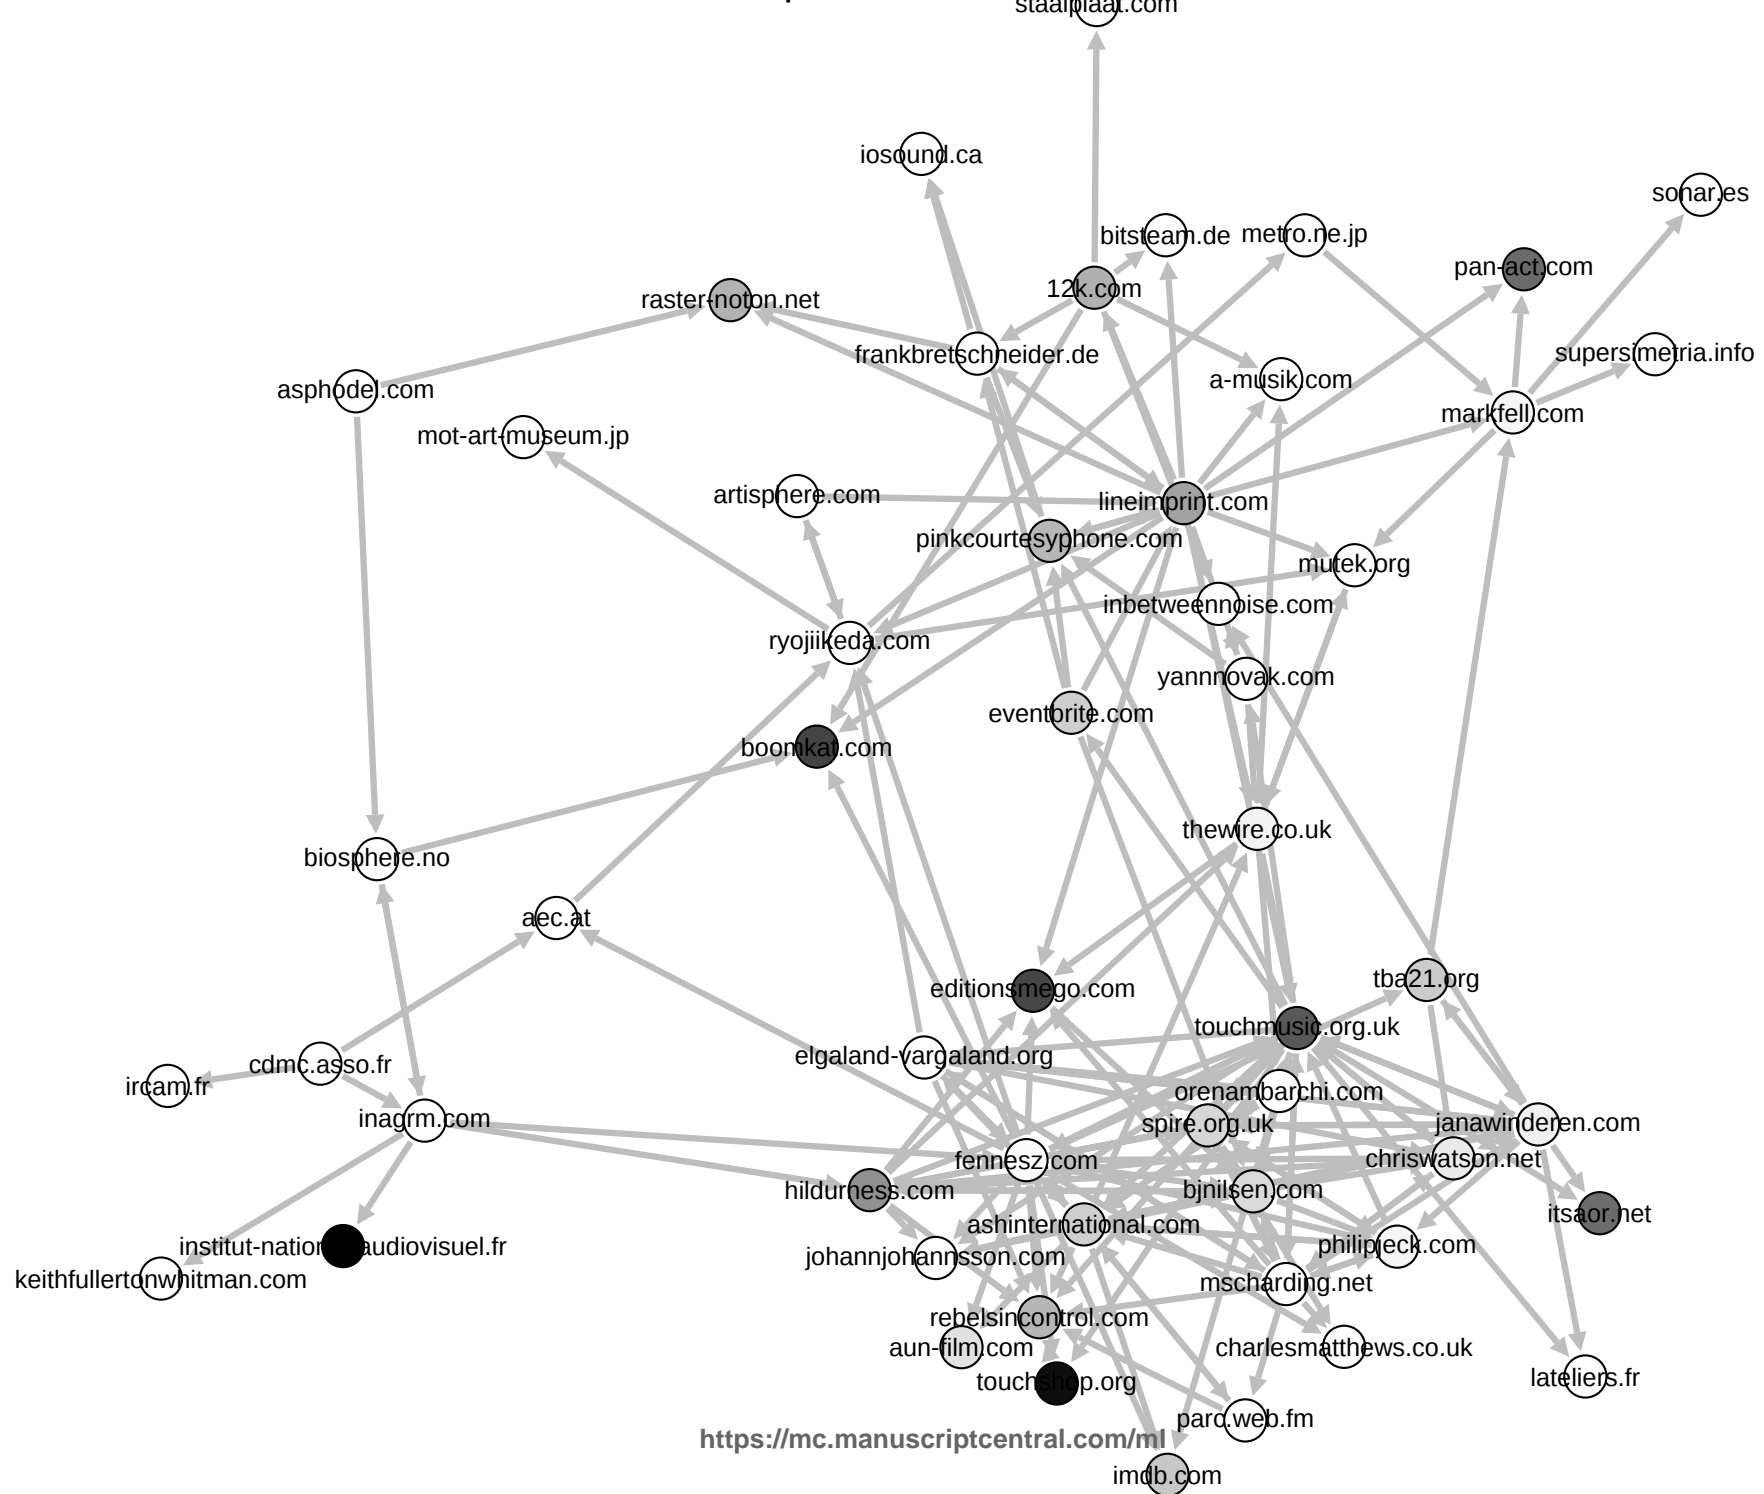 staalplaat.com
iosound.ca
sonar.es
bitsteam.de
metro.ne.jp
pan-act.com
12k.com
raster-noton.net
frankbretschneider.de
supersimetria.info
a-musik.com
asphodel.com
markfell.com
mot-art-museum.jp
artisphere.com
lineimprint.com
pinkcourtesyphone.com
mutek.org
inbetweennoise.com
ryojiikeda.com
yannnovak.com
eventbrite.com
boomkat.com
thewire.co.uk
biosphere.no
aec.at
tba21.org
editionsmego.com
touchmusic.org.uk
elgaland-vargaland.org
cdmc.asso.fr
ircam.fr
orenambarchi.com
inagrm.com
spire.org.uk
janawinderen.com
fennesz.com
chriswatson.net
hildurness.com
bjnilsen.com
itsaor.net
ashinternational.com
institut-national-audiovisuel.fr
johannjohannsson.com
philipjeck.com
keithfullertonwhitman.com
mscharding.net
rebelsincontrol.com
aun-film.com
charlesmatthews.co.uk
touchshop.org
lateliers.fr
parc.web.fm
https://mc.manuscriptcentral.com/ml
imdb.com